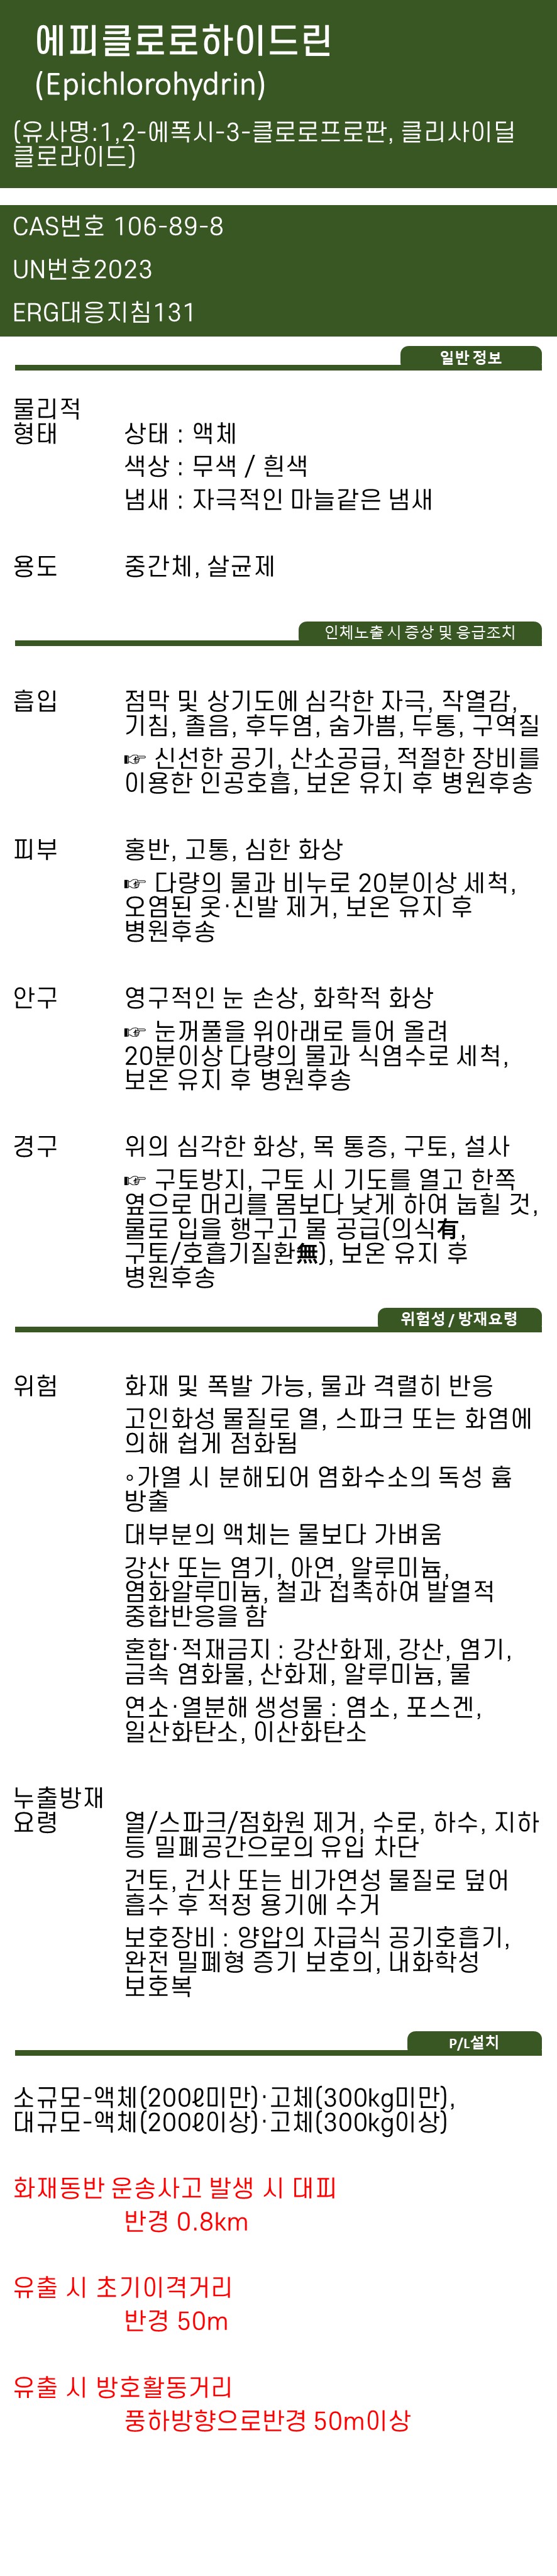 에피클로로하이드린
(Epichlorohydrin)
(유사명:1,2-에폭시-3-클로로프로판, 클리사이딜
클로라이드)
CAS번호 106-89-8
UN번호2023
ERG대응지침131
일반 정보
물리적
형태
상태 : 액체
색상 : 무색 / 흰색
냄새 : 자극적인 마늘같은 냄새
용도
중간체, 살균제
인체노출 시 증상 및 응급조치
흡입
점막 및 상기도에 심각한 자극, 작열감,
기침, 졸음, 후두염, 숨가쁨, 두통, 구역질
☞ 신선한 공기, 산소공급, 적절한 장비를
이용한 인공호흡, 보온 유지 후 병원후송
피부
홍반, 고통, 심한 화상
☞ 다량의 물과 비누로 20분이상 세척,
오염된 옷·신발 제거, 보온 유지 후
병원후송
안구
영구적인 눈 손상, 화학적 화상
☞ 눈꺼풀을 위아래로 들어 올려
20분이상 다량의 물과 식염수로 세척,
보온 유지 후 병원후송
경구
위의 심각한 화상, 목 통증, 구토, 설사
☞ 구토방지, 구토 시 기도를 열고 한쪽
옆으로 머리를 몸보다 낮게 하여 눕힐 것,
물로 입을 행구고 물 공급(의식有,
구토/호흡기질환無), 보온 유지 후
병원후송
위험성 / 방재요령
위험
화재 및 폭발 가능, 물과 격렬히 반응
고인화성 물질로 열, 스파크 또는 화염에
의해 쉽게 점화됨
◦가열 시 분해되어 염화수소의 독성 흄
방출
대부분의 액체는 물보다 가벼움
강산 또는 염기, 아연, 알루미늄,
염화알루미늄, 철과 접촉하여 발열적
중합반응을 함
혼합·적재금지 : 강산화제, 강산, 염기,
금속 염화물, 산화제, 알루미늄, 물
연소·열분해 생성물 : 염소, 포스겐,
일산화탄소, 이산화탄소
누출방재
요령
열/스파크/점화원 제거, 수로, 하수, 지하
등 밀폐공간으로의 유입 차단
건토, 건사 또는 비가연성 물질로 덮어
흡수 후 적정 용기에 수거
보호장비 : 양압의 자급식 공기호흡기,
완전 밀폐형 증기 보호의, 내화학성
보호복
P/L설치
소규모-액체(200ℓ미만)·고체(300kg미만),
대규모-액체(200ℓ이상)·고체(300kg이상)
화재동반 운송사고 발생 시 대피
반경 0.8km
유출 시 초기이격거리
반경 50m
유출 시 방호활동거리
풍하방향으로반경 50m이상